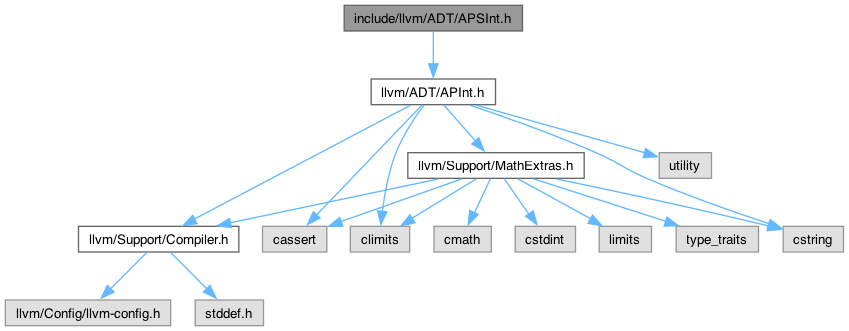 include/llvm/ADT/APSInt.h
llvm/ADT/APInt.h
llvm/Support/MathExtras.h
utility
llvm/Support/Compiler.h
cassert
climits
cmath
cstdint
limits
type_traits
cstring
llvm/Config/llvm-config.h
stddef.h